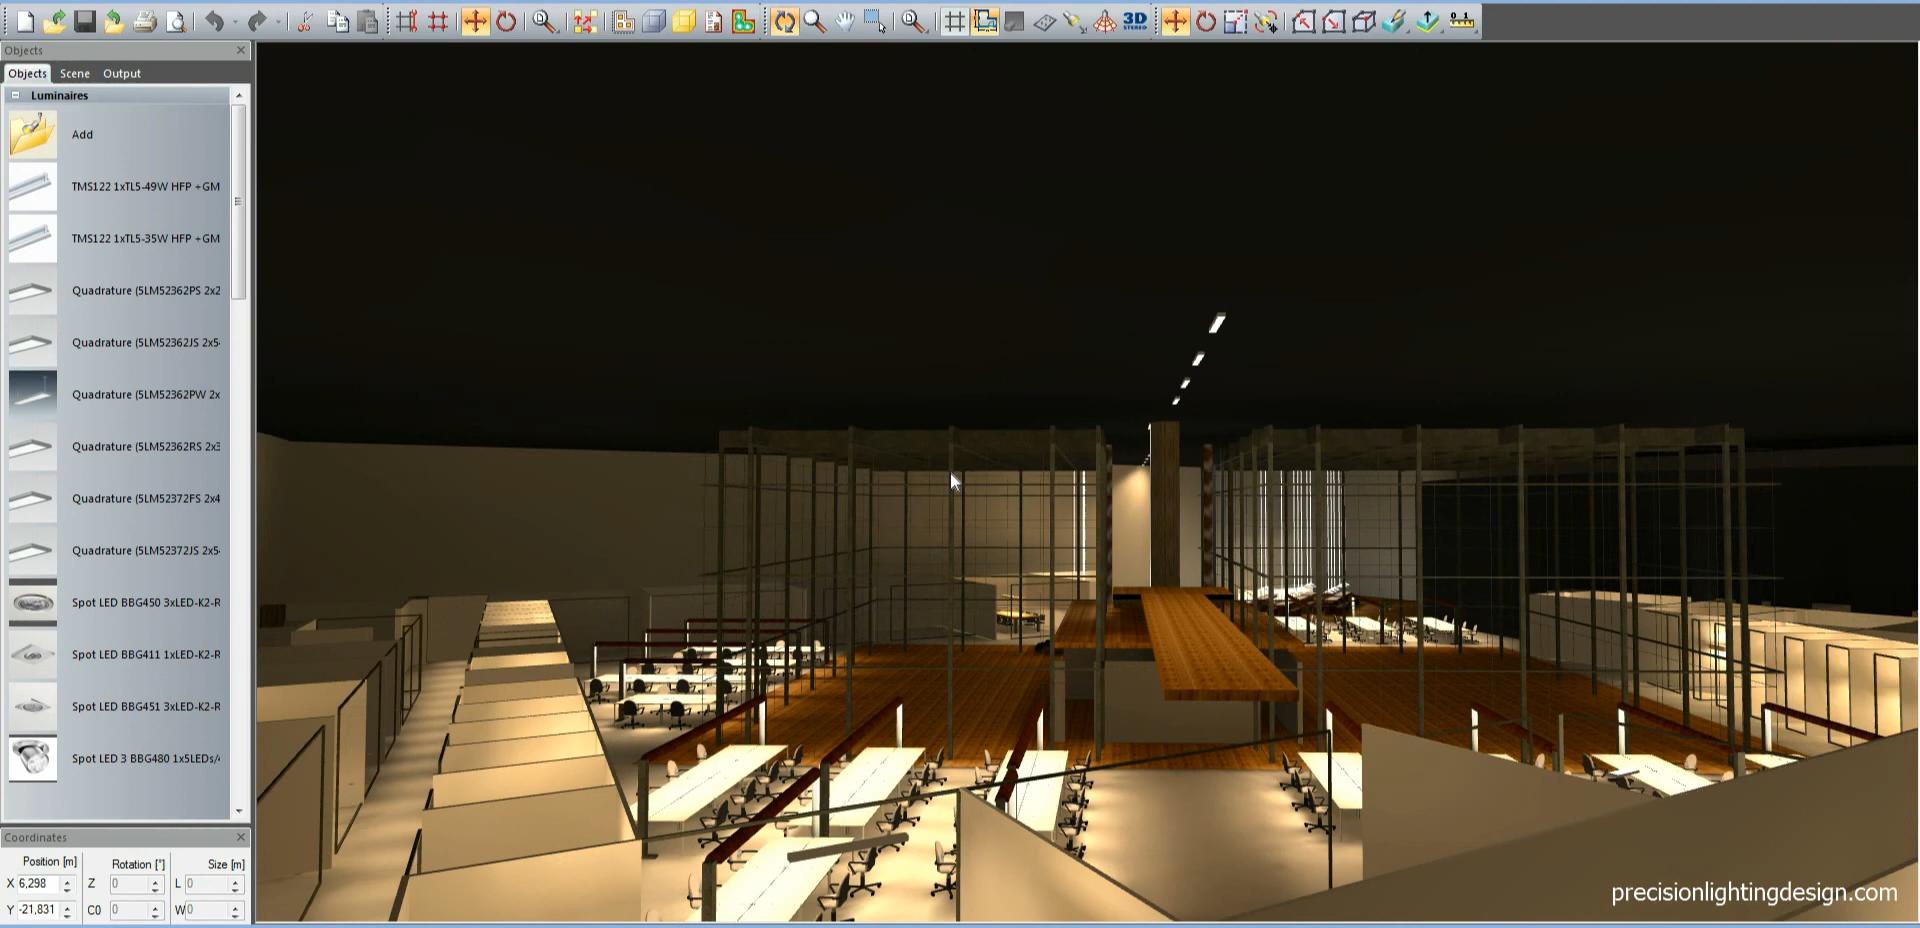 3D
STEREO
0 1
Objects
Objects Scene Output
Luminaires
Add
TMS122 1xTL5-49W HFP +GM
TMS122 1xTL5-35W HFP +GM
Quadrature (5LM52362PS 2x2
Quadrature (5LM52362JS 2x5
Quadrature (5LM52362PW 2x
Quadrature (5LM52362RS 2x3
Quadrature (5LM52372FS 2x4
Quadrature (5LM52372JS 2x5
Spot LED BBG450 3xLED-K2-R
Spot LED BBG411 1xLED-K2-R
Spot LED BBG451 3xLED-K2-R
Spot LED 3 BBG480 1x5LEDs/
Coordinates
Position [m] Rotation [°] Size [m]
X 6,298 Z 0 L 0
Y -21,831 C0 0 W 0
precisionlightingdesign.com